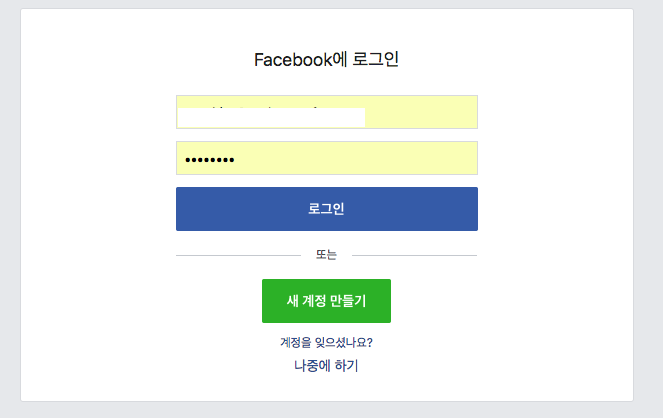 Facebook에 로그인
••••••••
로그인
또는
새 계정 만들기
계정을 잊으셨나요?
나중에 하기